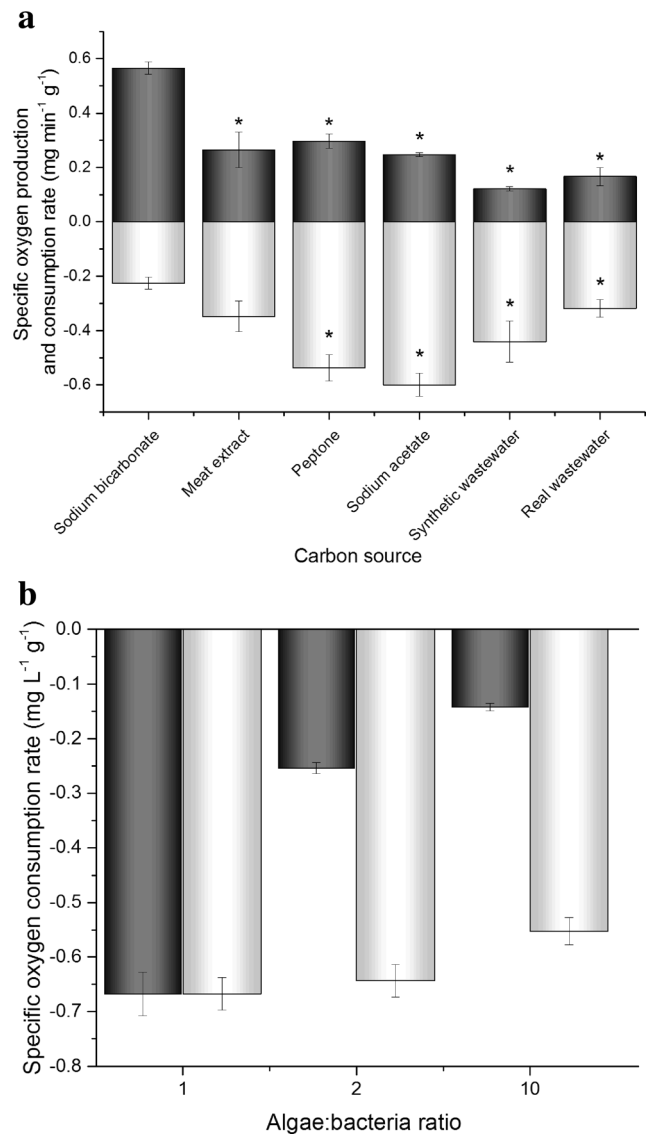 a
Specific oxygen production
and consumption rate (mg min⁻¹ g⁻¹)
0.6
0.4
0.2
0.0
-0.2
-0.4
-0.6
*
*
*
*
*
*
*
*
*
Sodium bicarbonate
Meat extract
Peptone
Sodium acetate
Synthetic wastewater
Real wastewater
Carbon source
b
Specific oxygen consumption rate (mg L⁻¹ g⁻¹)
0.0
-0.1
-0.2
-0.3
-0.4
-0.5
-0.6
-0.7
-0.8
1
2
10
Algae:bacteria ratio